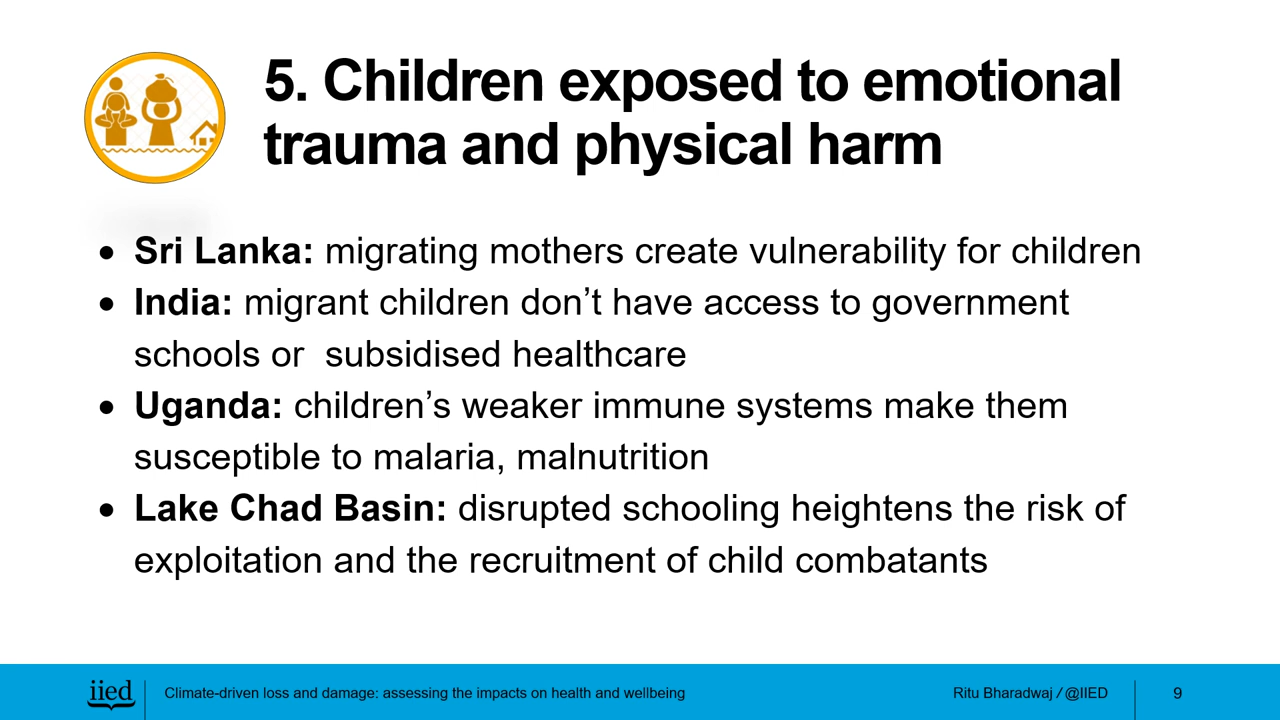 5. Children exposed to emotional
trauma and physical harm
• Sri Lanka: migrating mothers create vulnerability for children
• India: migrant children don’t have access to government
schools or  subsidised healthcare
• Uganda: children’s weaker immune systems make them
susceptible to malaria, malnutrition
• Lake Chad Basin: disrupted schooling heightens the risk of
exploitation and the recruitment of child combatants
iied
Climate-driven loss and damage: assessing the impacts on health and wellbeing
Ritu Bharadwaj / @IIED
9